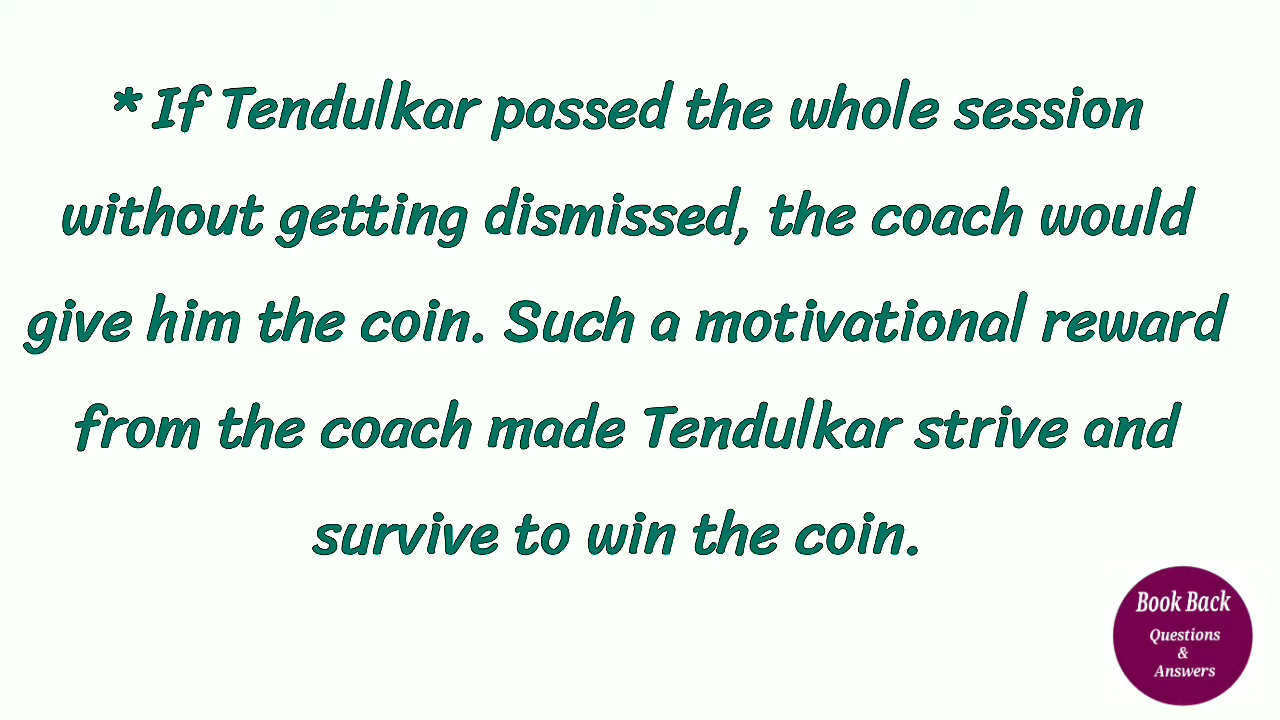 * If Tendulkar passed the whole session
without getting dismissed, the coach would
give him the coin. Such a motivational reward
from the coach made Tendulkar strive and
survive to win the coin.
Book Back
Questions
&
Answers